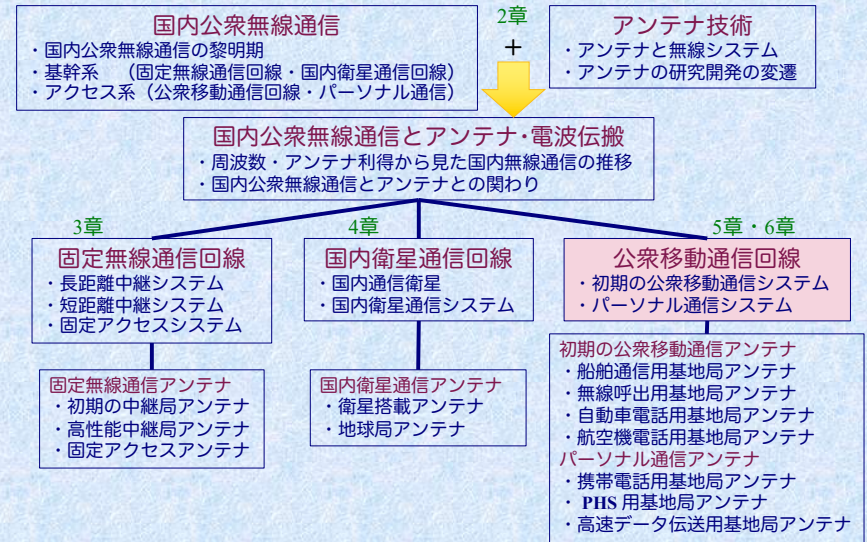 国内公衆無線通信
・国内公衆無線通信の黎明期
・基幹系　（固定無線通信回線・国内衛星通信回線）
・アクセス系（公衆移動通信回線・パーソナル通信）
2章
+
アンテナ技術
・アンテナと無線システム
・アンテナの研究開発の変遷
国内公衆無線通信とアンテナ・電波伝搬
・周波数・アンテナ利得から見た国内無線通信の推移
・国内公衆無線通信とアンテナとの関わり
3章
固定無線通信回線
・長距離中継システム
・短距離中継システム
・固定アクセスシステム
固定無線通信アンテナ
・初期の中継局アンテナ
・高性能中継局アンテナ
・固定アクセスアンテナ
4章
国内衛星通信回線
・国内通信衛星
・国内衛星通信システム
国内衛星通信アンテナ
・衛星搭載アンテナ
・地球局アンテナ
5章・6章
公衆移動通信回線
・初期の公衆移動通信システム
・パーソナル通信システム
初期の公衆移動通信アンテナ
・船舶通信用基地局アンテナ
・無線呼出用基地局アンテナ
・自動車電話用基地局アンテナ
・航空機電話用基地局アンテナ
パーソナル通信アンテナ
・携帯電話用基地局アンテナ
・PHS用基地局アンテナ
・高速データ伝送用基地局アンテナ